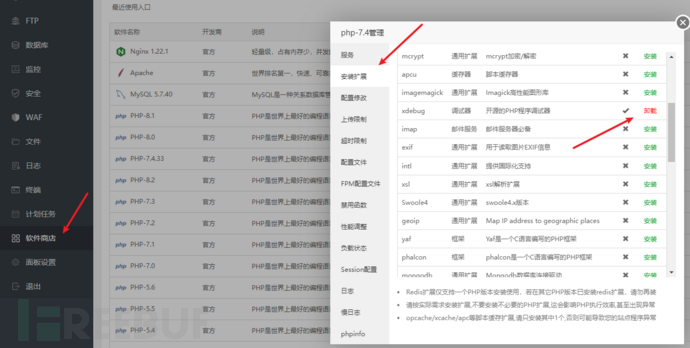 最近使用入口
FTP
数据库
监控
安全
WAF
文件
日志
终端
计划任务
软件商店
面板设置
退出
软件名称 开发商 说明
Nginx 1.22.1 官方 轻量级，占有内存少，并发
Apache 官方 世界排名第一，快速、可靠
MySQL 5.7.40 官方 MySQL是一种关系数据库管
PHP-8.1 官方 PHP是世界上最好的编程语
PHP-8.0 官方 PHP是世界上最好的编程语
PHP-7.4.33 官方 PHP是世界上最好的编程语
PHP-8.2 官方 PHP是世界上最好的编程语
PHP-7.3 官方 PHP是世界上最好的编程语
PHP-7.2 官方 PHP是世界上最好的编程语
PHP-7.1 官方 PHP是世界上最好的编程语
PHP-7.0 官方 PHP是世界上最好的编程语
PHP-5.6 官方 PHP是世界上最好的编程语
PHP-5.5 官方 PHP是世界上最好的编程语
PHP-5.4 官方 PHP是世界上最好的编程语
php-7.4管理
服务
安装扩展
配置修改
上传限制
超时限制
配置文件
FPM配置文件
禁用函数
性能调整
负载状态
Session配置
日志
慢日志
phpinfo
mcrypt 通用扩展 mcrypt加密/解密 安装
apcu 缓存器 脚本缓存器 安装
imagemagick 通用扩展 Imagick高性能图形库 安装
xdebug 调试器 开源的PHP程序调试器 卸载
imap 邮件服务 邮件服务器必备 安装
exif 通用扩展 用于读取图片EXIF信息 安装
intl 通用扩展 提供国际化支持 安装
xsl 通用扩展 xsl解析扩展 安装
Swoole4 通用扩展 swoole4.x版本 安装
geoip 通用扩展 Map IP address to geographic places 安装
yaf 框架 Yaf是一个C语言编写的PHP框架 安装
phalcon 框架 phalcon是一个C语言编写的PHP框架 安装
mongodb 通用扩展 Mongodb数据库连接驱动 安装
Redis扩展仅支持一个PHP版本安装使用，若在其它PHP版本已安装redis扩展，请勿再装
请按实际需求安装扩展,不要安装不必要的PHP扩展,这会影响PHP执行效率,甚至出现异常
opcache/xcache/apc等脚本缓存扩展,请只安装其中1个,否则可能导致您的站点程序异常
FREEBUF